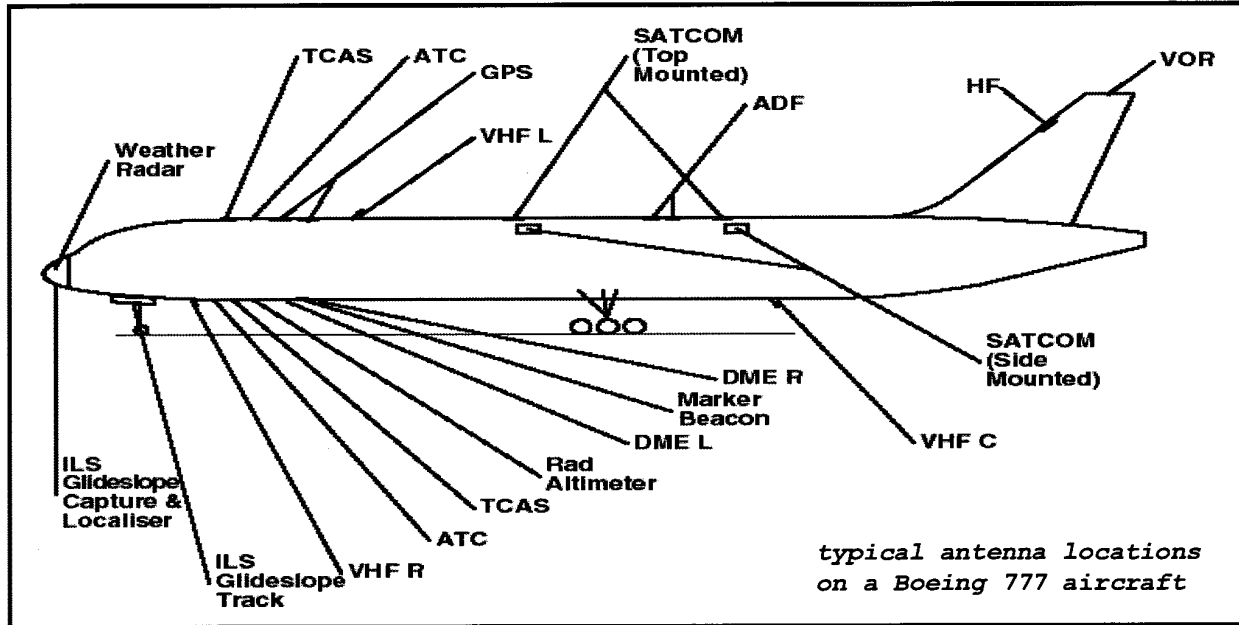 TCAS
ATC
GPS
SATCOM
(Top
Mounted)
VOR
HF
ADF
VHF L
Weather
Radar
SATCOM
(Side
Mounted)
DME R
Marker
Beacon
DME L
VHF C
Rad
Altimeter
TCAS
ATC
VHF R
ILS
Glideslope
Capture &
Localiser
ILS
Glideslope
Track
typical antenna locations
on a Boeing 777 aircraft